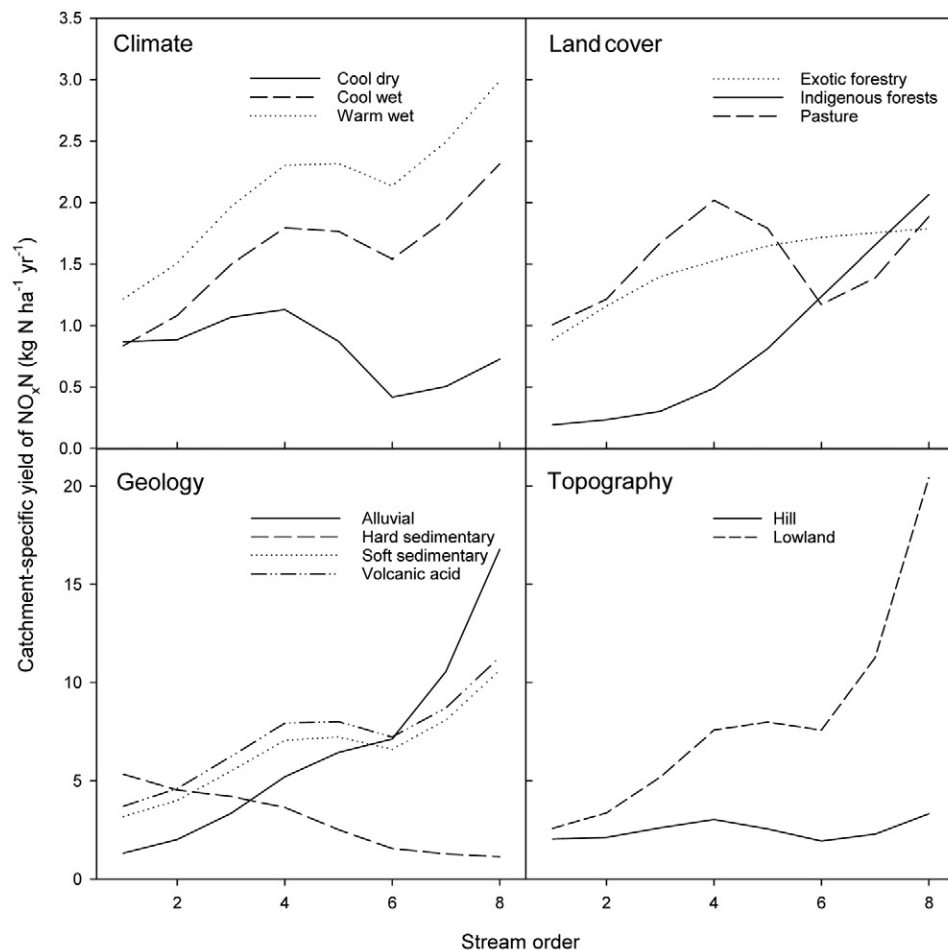 Climate
Cool dry
Cool wet
Warm wet
3.5
3.0
2.5
2.0
1.5
1.0
0.5
0.0
Land cover
Exotic forestry
Indigenous forests
Pasture
Geology
Alluvial
Hard sedimentary
Soft sedimentary
Volcanic acid
20
15
10
5
0
2 4 6 8
Topography
Hill
Lowland
2 4 6 8
Catchment-specific yield of NOₓN (kg N ha⁻¹ yr⁻¹)
Stream order